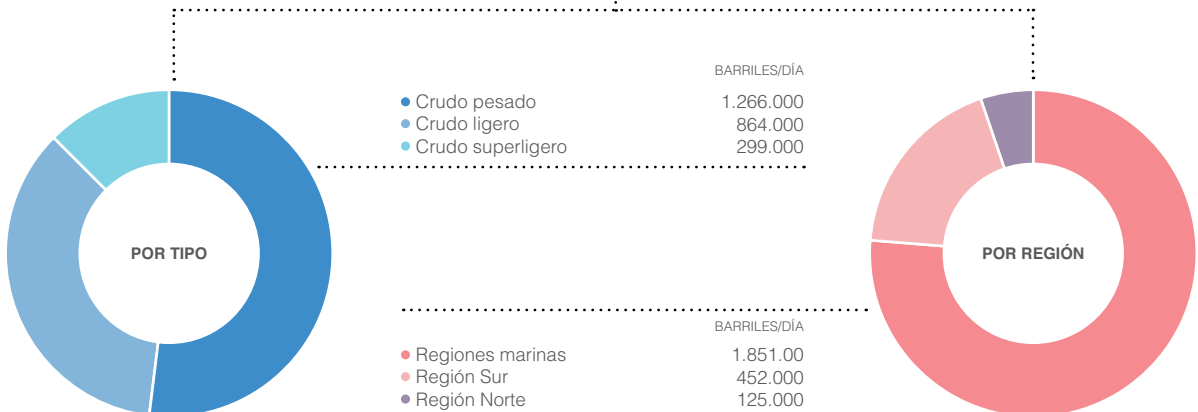 BARRILES/DÍA
Crudo pesado 1.266.000
Crudo ligero 864.000
Crudo superligero 299.000
POR TIPO
POR REGIÓN
BARRILES/DÍA
Regiones marinas 1.851.00
Región Sur 452.000
Región Norte 125.000